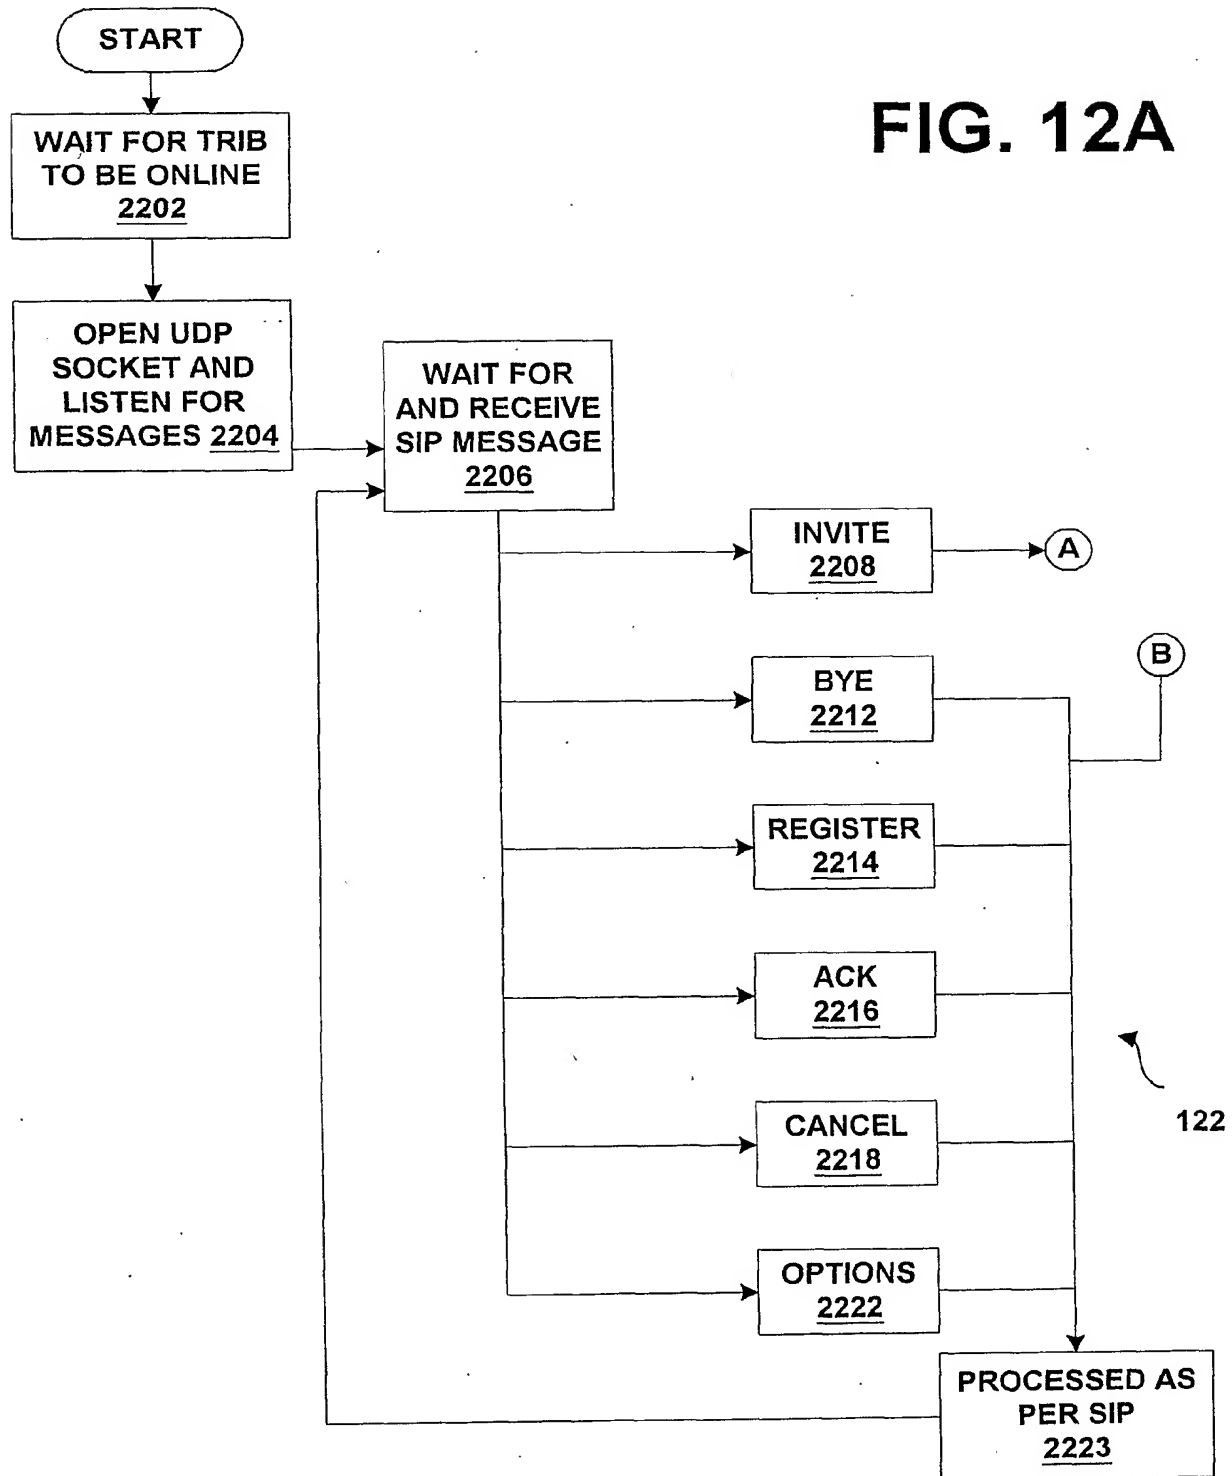 START
FIG. 12A
WAIT FOR TRIB
TO BE ONLINE
2202
OPEN UDP
SOCKET AND
LISTEN FOR
MESSAGES 2204
WAIT FOR
AND RECEIVE
SIP MESSAGE
2206
INVITE
2208
A
B
BYE
2212
REGISTER
2214
ACK
2216
122
CANCEL
2218
OPTIONS
2222
PROCESSED AS
PER SIP
2223